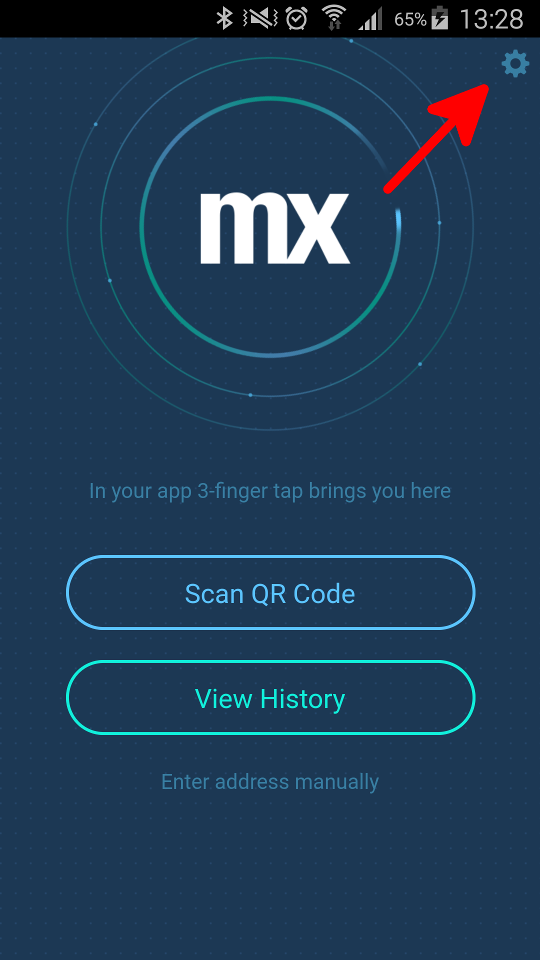 65% 13:28
mx
In your app 3-finger tap brings you here
Scan QR Code
View History
Enter address manually